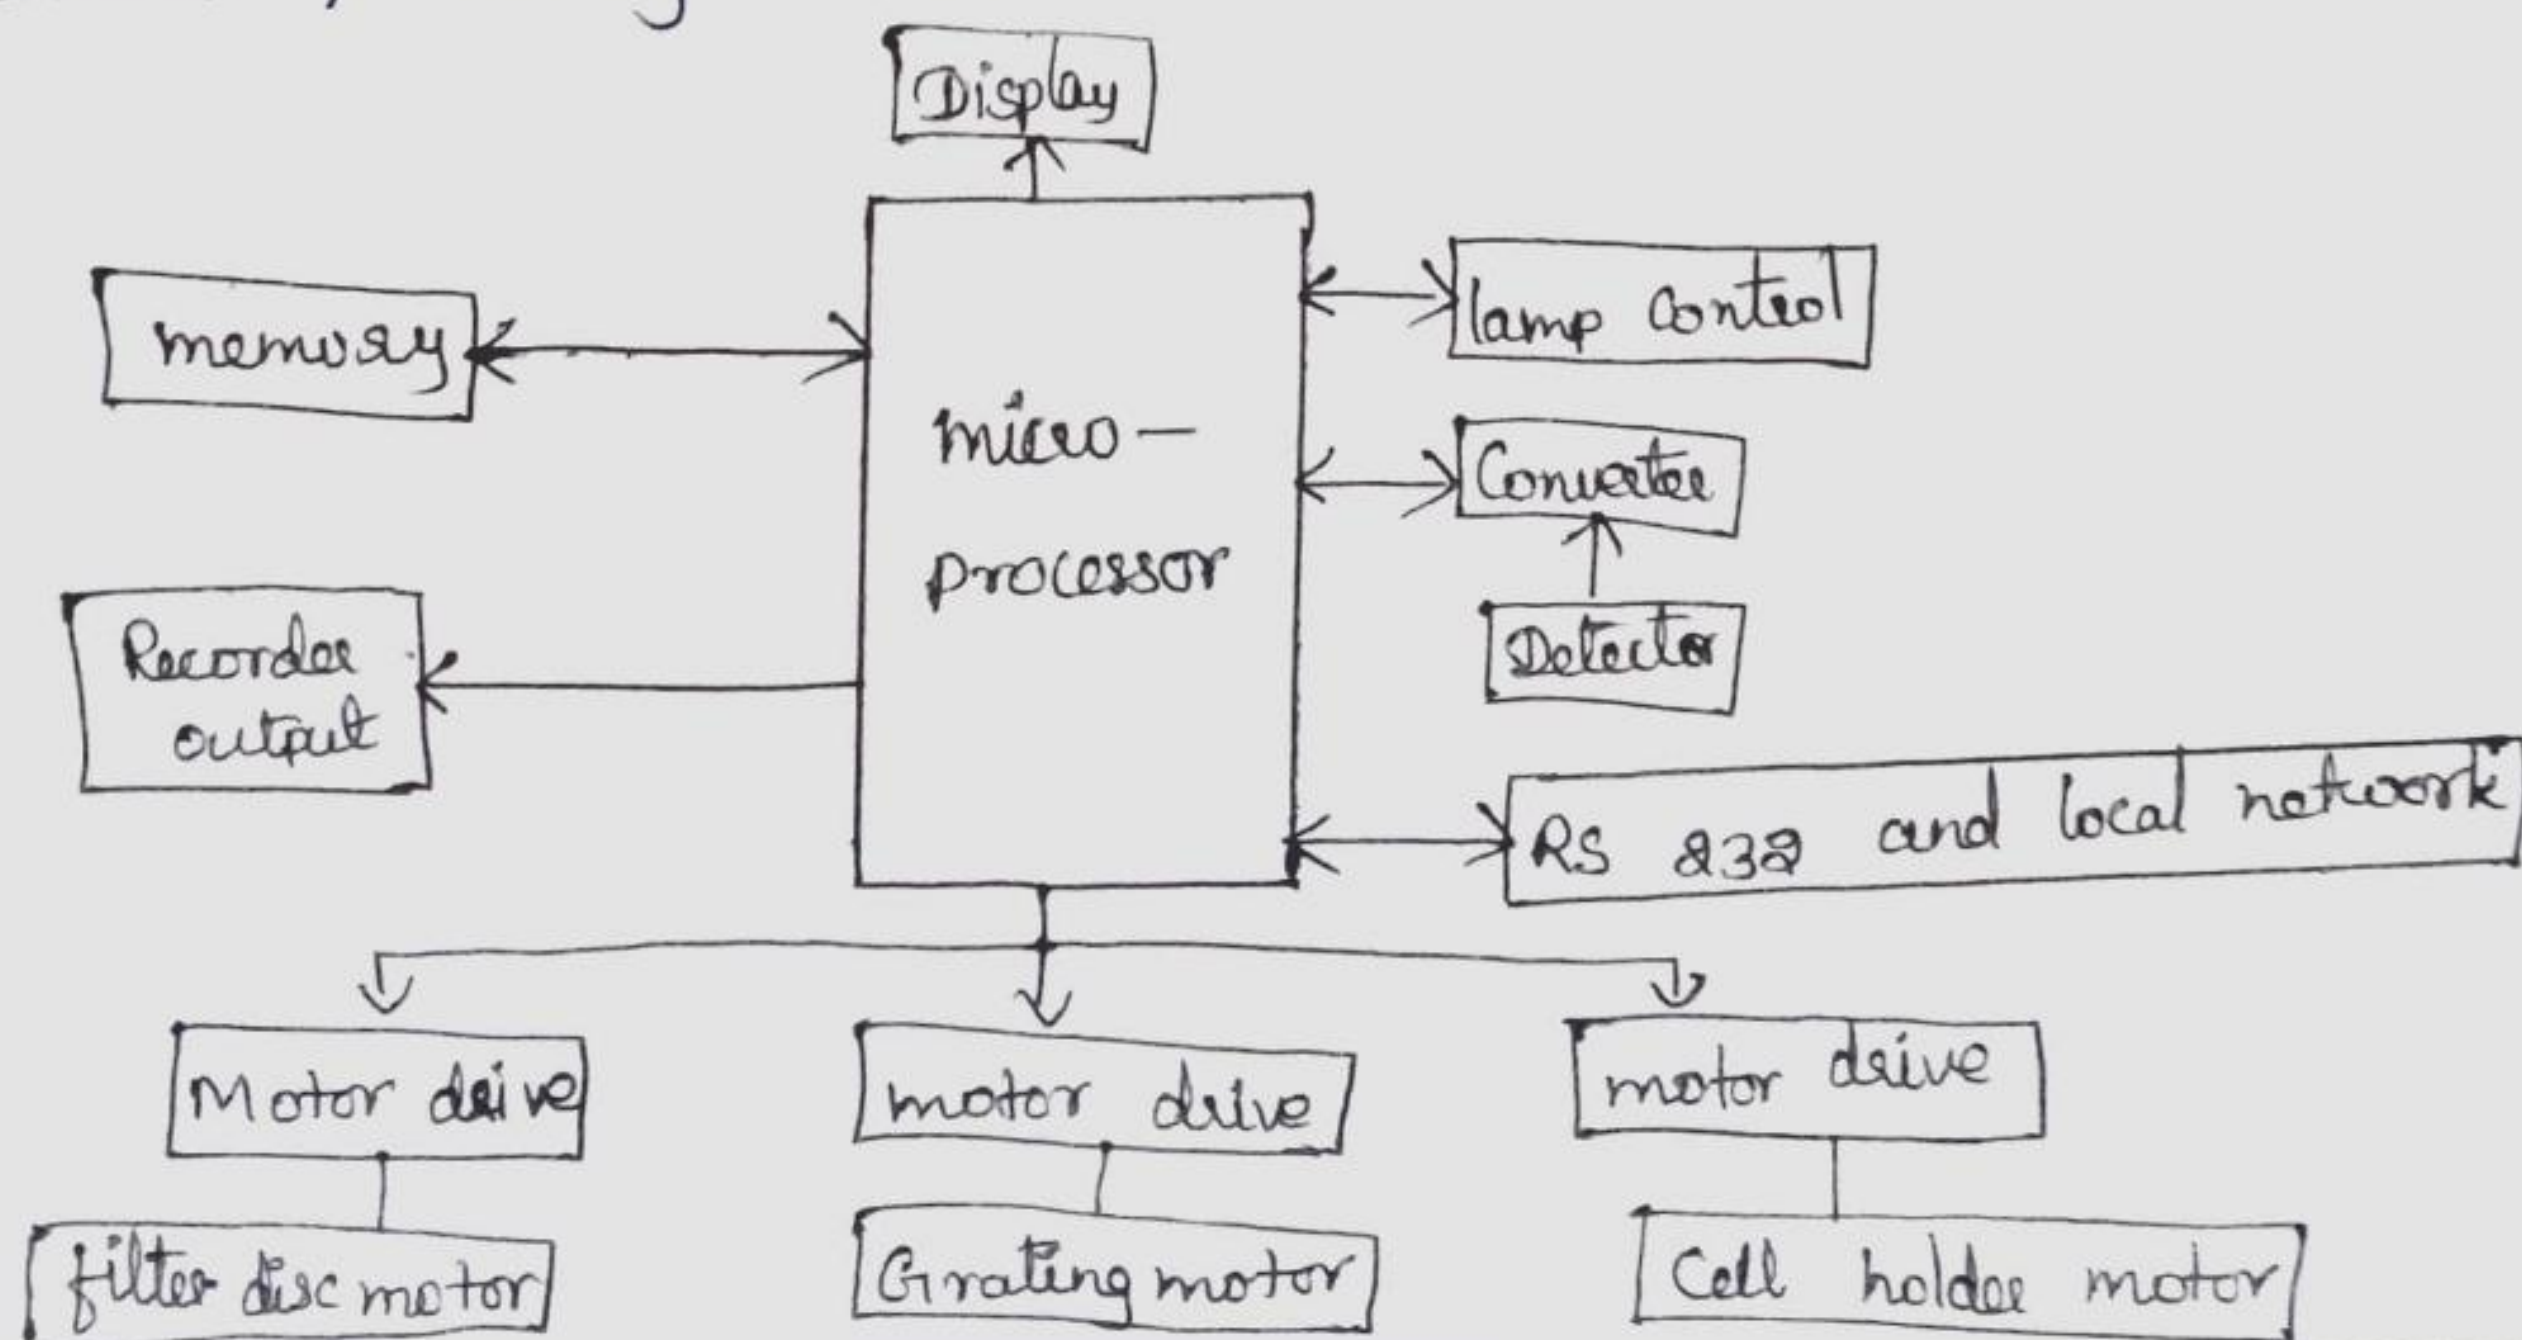 Display
memory
lamp control
micro-
processor
Converter
Recorder
output
Detector
RS 232 and local network
Motor drive
motor drive
motor drive
filter disc motor
Grating motor
Cell holder motor